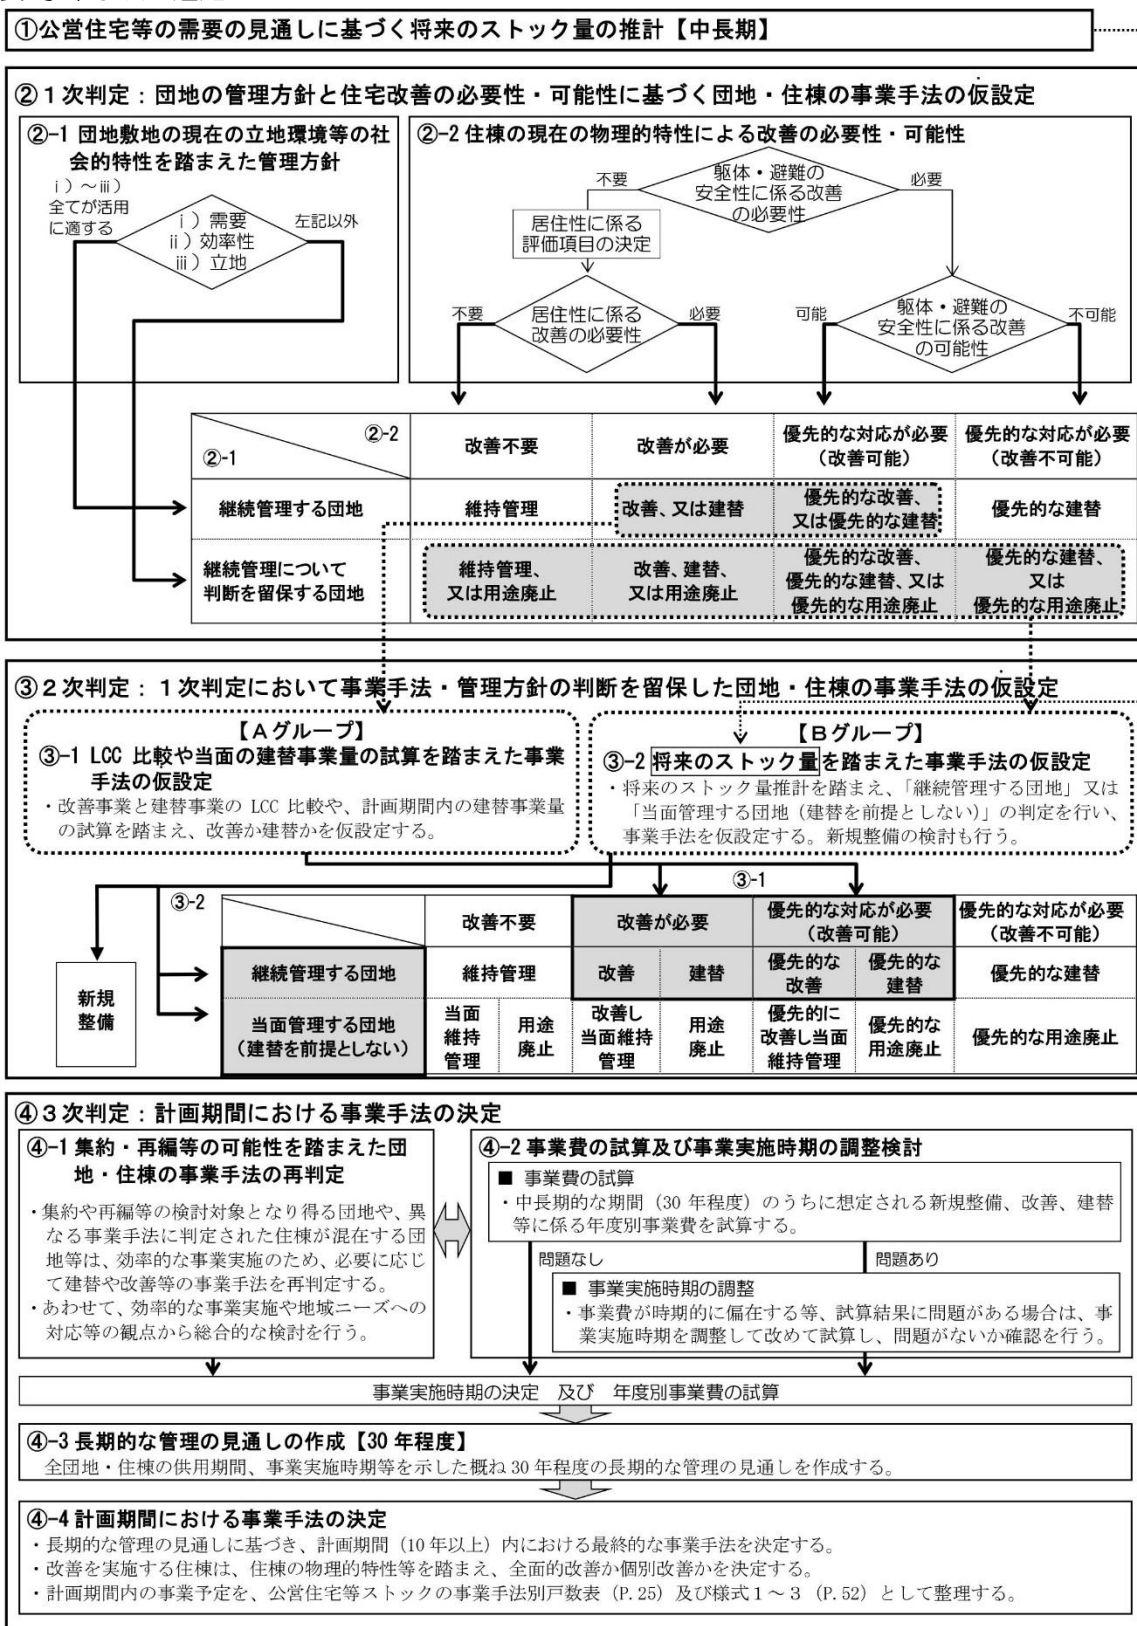 ①公営住宅等の需要の見通しに基づく将来のストック量の推計【中長期】
②1次判定：団地の管理方針と住宅改善の必要性・可能性に基づく団地・住棟の事業手法の仮設定
②-1 団地敷地の現在の立地環境等の社
会的特性を踏まえた管理方針
ⅰ）～ⅲ）
全てが活用
に適する
ⅰ）需要
ⅱ）効率性
ⅲ）立地
左記以外
②-2 住棟の現在の物理的特性による改善の必要性・可能性
不要
躯体・避難の
安全性に係る改善
の必要性
必要
居住性に係る
評価項目の決定
不要
居住性に係る
改善の必要性
必要
可能
躯体・避難の
安全性に係る改善
の可能性
不可能
②-2
②-1
改善不要
改善が必要
優先的な対応が必要
（改善可能）
優先的な対応が必要
（改善不可能）
継続管理する団地
維持管理
改善、又は建替
優先的な改善、
又は優先的な建替
優先的な建替
継続管理について
判断を留保する団地
維持管理、
又は用途廃止
改善、建替、
又は用途廃止
優先的な改善、
優先的な建替、又は
優先的な用途廃止
優先的な建替、
又は
優先的な用途廃止
③2次判定：1次判定において事業手法・管理方針の判断を留保した団地・住棟の事業手法の仮設定
【Aグループ】
③-1 LCC 比較や当面の建替事業量の試算を踏まえた事業
手法の仮設定
・改善事業と建替事業の LCC 比較や、計画期間内の建替事業量
の試算を踏まえ、改善か建替かを仮設定する。
【Bグループ】
③-2 将来のストック量を踏まえた事業手法の仮設定
・将来のストック量推計を踏まえ、「継続管理する団地」又は
「当面管理する団地（建替を前提としない）」の判定を行い、
事業手法を仮設定する。新規整備の検討も行う。
③-1
③-2
新規
整備
改善不要
改善が必要
優先的な対応が必要
（改善可能）
優先的な対応が必要
（改善不可能）
継続管理する団地
維持管理
改善
建替
優先的な
改善
優先的な
建替
優先的な建替
当面管理する団地
（建替を前提としない）
当面
維持
管理
用途
廃止
改善し
当面維持
管理
用途
廃止
優先的に
改善し当面
維持管理
優先的な
用途廃止
優先的な用途廃止
④3次判定：計画期間における事業手法の決定
④-1 集約・再編等の可能性を踏まえた団
地・住棟の事業手法の再判定
・集約や再編等の検討対象となり得る団地や、異
なる事業手法に判定された住棟が混在する団
地等は、効率的な事業実施のため、必要に応じ
て建替や改善等の事業手法を再判定する。
・あわせて、効率的な事業実施や地域ニーズへの
対応等の観点から総合的な検討を行う。
④-2 事業費の試算及び事業実施時期の調整検討
■ 事業費の試算
・中長期的な期間（30 年程度）のうちに想定される新規整備、改善、建替
等に係る年度別事業費を試算する。
問題なし
問題あり
■ 事業実施時期の調整
・事業費が時期的に偏在する等、試算結果に問題がある場合は、事
業実施時期を調整して改めて試算し、問題がないか確認を行う。
事業実施時期の決定 及び 年度別事業費の試算
④-3 長期的な管理の見通しの作成【30 年程度】
全団地・住棟の供用期間、事業実施時期等を示した概ね 30 年程度の長期的な管理の見通しを作成する。
④-4 計画期間における事業手法の決定
・長期的な管理の見通しに基づき、計画期間（10 年以上）内における最終的な事業手法を決定する。
・改善を実施する住棟は、住棟の物理的特性等を踏まえ、全面的改善か個別改善かを決定する。
・計画期間内の事業予定を、公営住宅等ストックの事業手法別戸数表（P.25）及び様式1～3（P.52）として整理する。